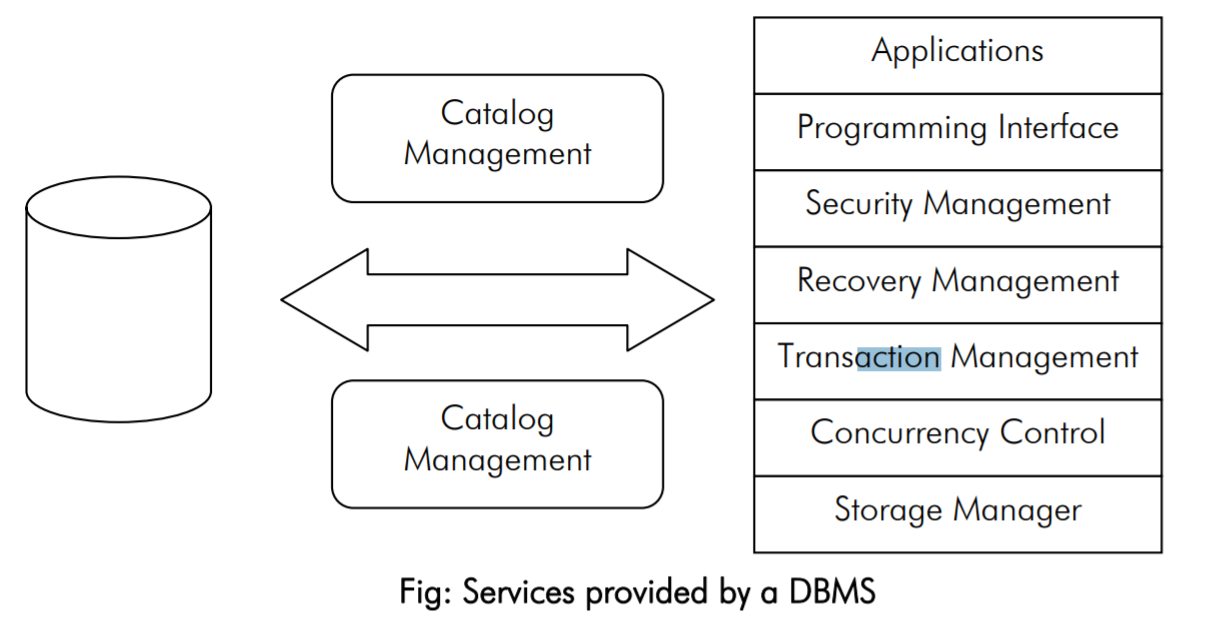 Catalog
Management
Catalog
Management
Applications
Programming Interface
Security Management
Recovery Management
Transaction Management
Concurrency Control
Storage Manager
Fig: Services provided by a DBMS